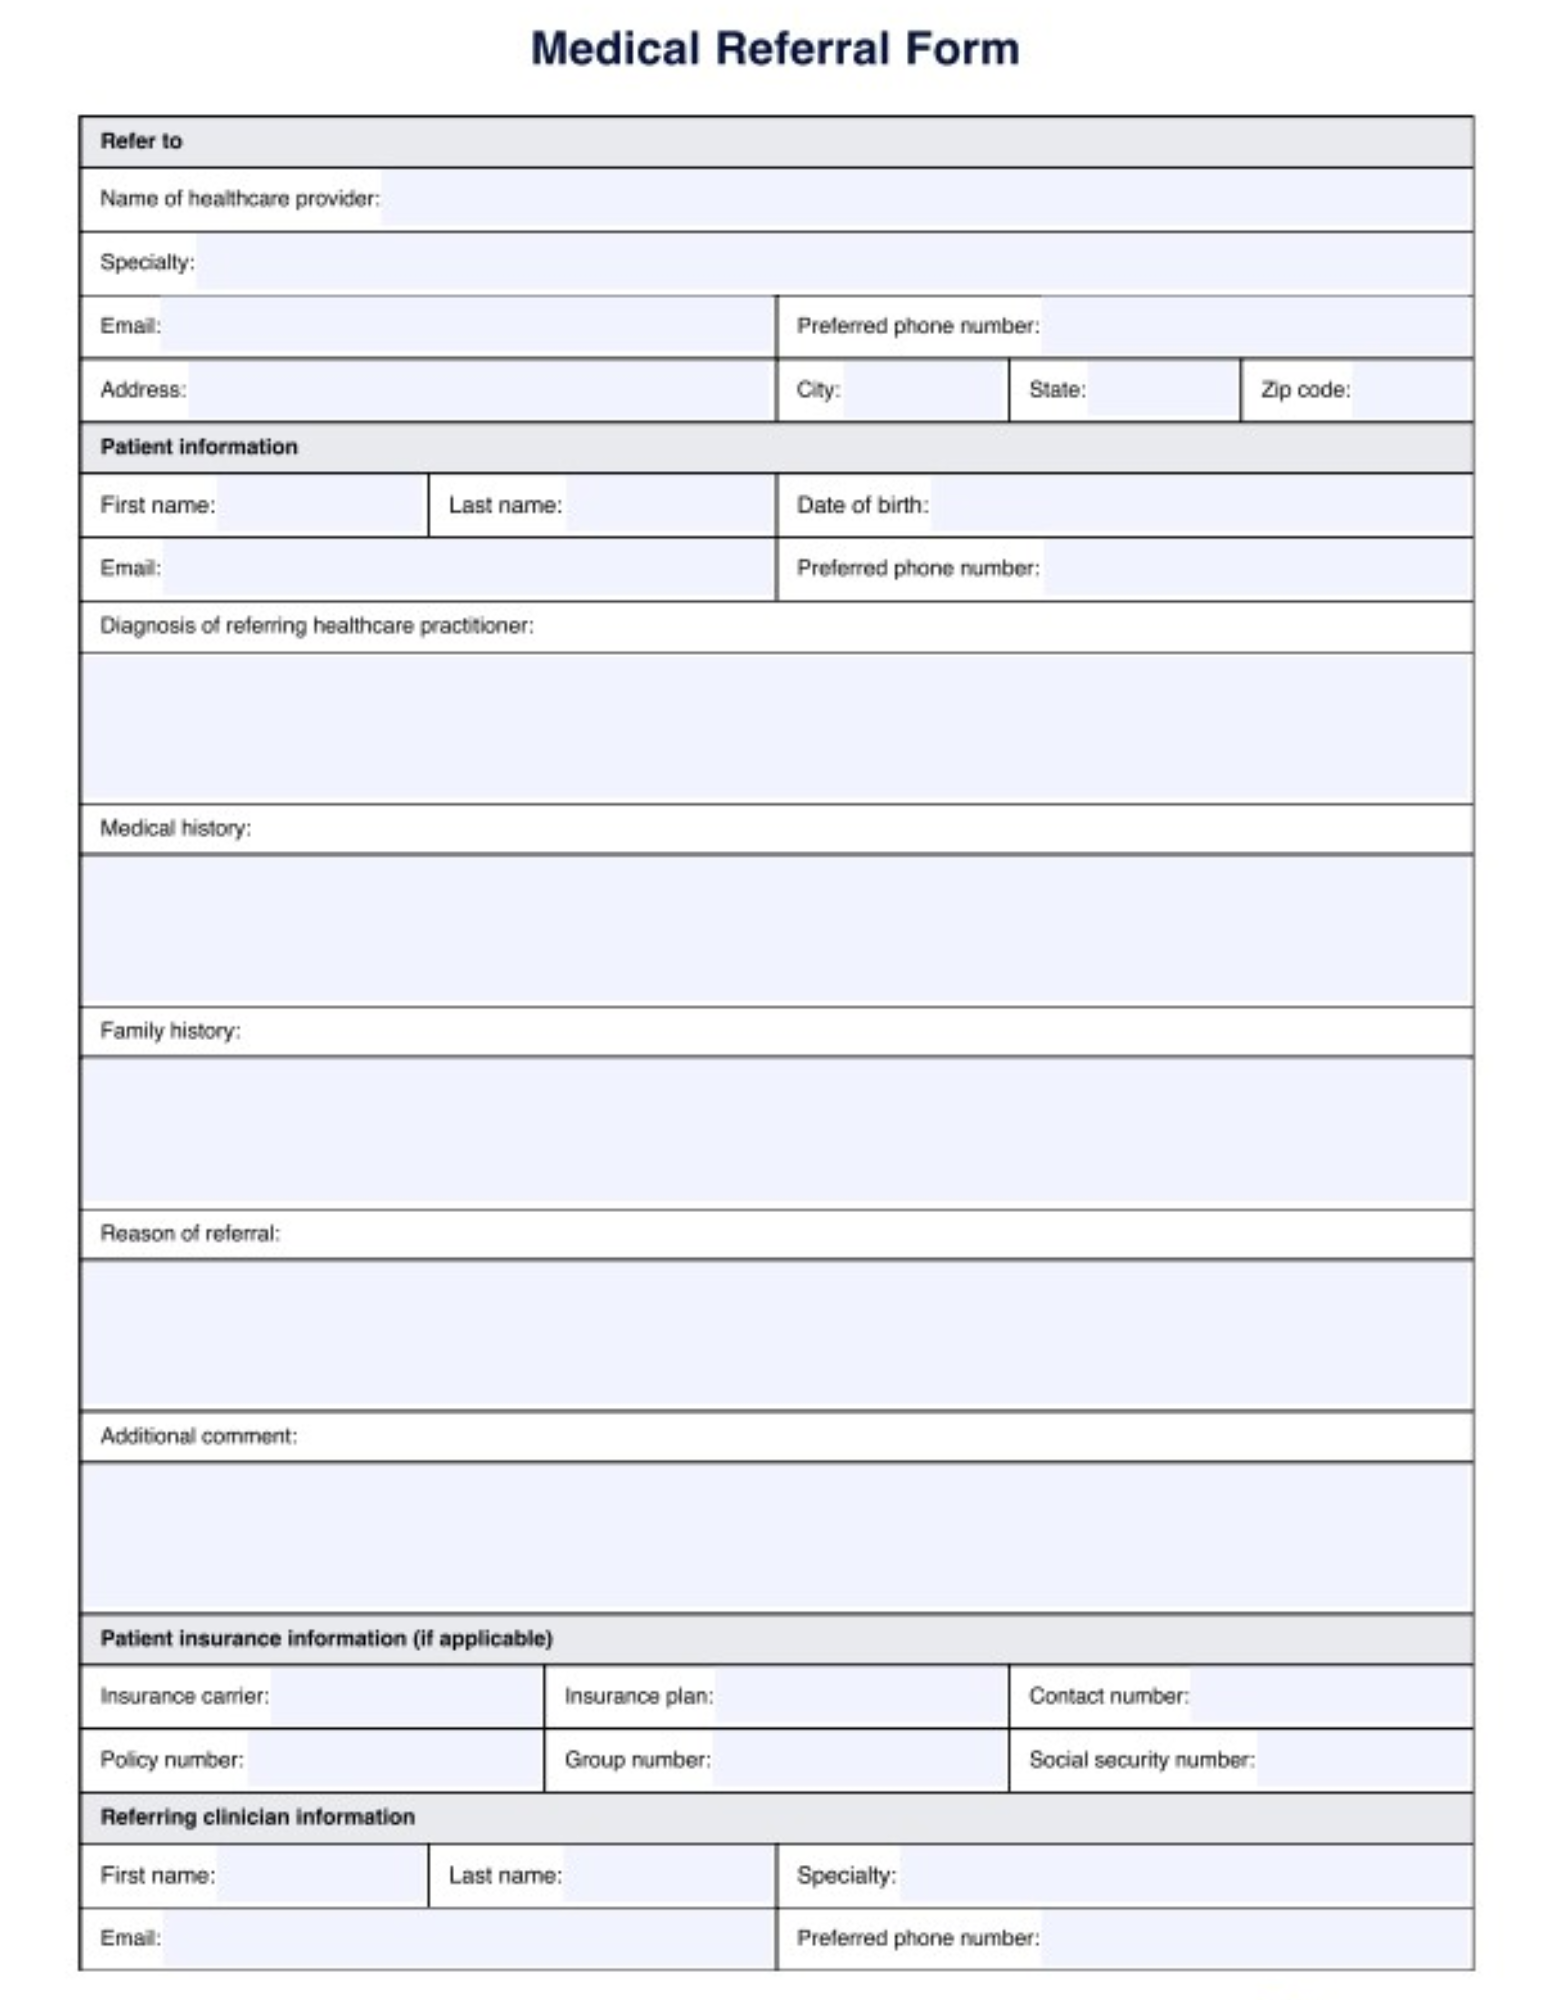 Medical Referral Form
Refer to
Name of healthcare provider:
Specialty:
Email: Preferred phone number:
Address: City: State: Zip code:
Patient information
First name: Last name: Date of birth:
Email: Preferred phone number:
Diagnosis of referring healthcare practitioner:
Medical history:
Family history:
Reason of referral:
Additional comment:
Patient insurance information (if applicable)
Insurance carrier: Insurance plan: Contact number:
Policy number: Group number: Social security number:
Referring clinician information
First name: Last name: Specialty:
Email: Preferred phone number: